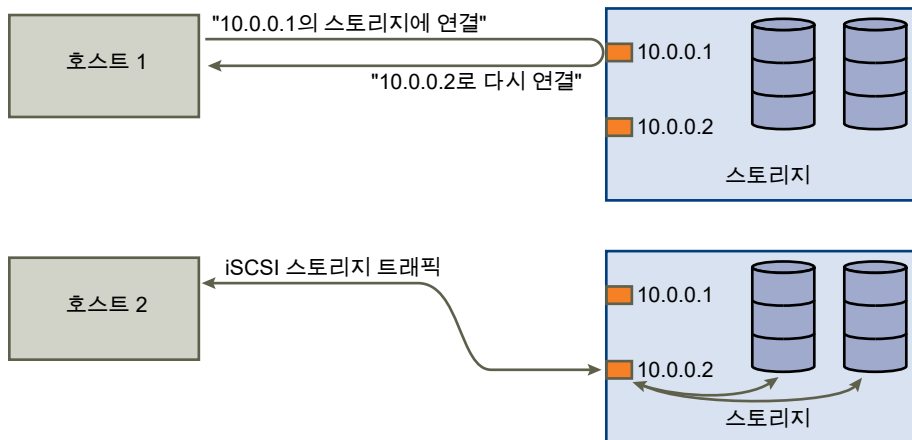 "10.0.0.1의 스토리지에 연결"
호스트 1
10.0.0.1
"10.0.0.2로 다시 연결"
10.0.0.2
스토리지
iSCSI 스토리지 트래픽
호스트 2
10.0.0.1
10.0.0.2
스토리지